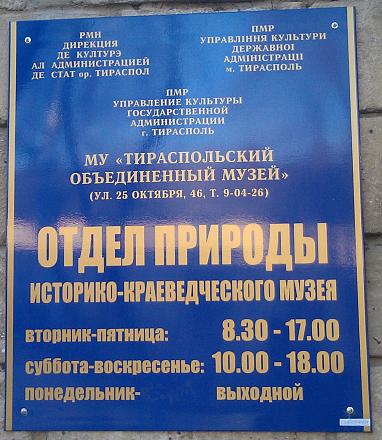 РМН
ДИРЕКЦИЯ
ДЕ КУЛТУРЭ
АЛ АДМИНИСТРАЦИЕЙ
ДЕ СТАТ ор. ТИРАСПОЛ
ПМР
УПРАВЛІННЯ КУЛЬТУРИ
ДЕРЖАВНОЇ
АДМІНІСТРАЦІЇ
м. ТИРАСПОЛЬ
ПМР
УПРАВЛЕНИЕ КУЛЬТУРЫ
ГОСУДАРСТВЕННОЙ
АДМИНИСТРАЦИИ
г. ТИРАСПОЛЬ
МУ «ТИРАСПОЛЬСКИЙ
ОБЪЕДИНЕННЫЙ МУЗЕЙ»
(УЛ. 25 ОКТЯБРЯ, 46, Т. 9-04-26)
ОТДЕЛ ПРИРОДЫ
ИСТОРИКО-КРАЕВЕДЧЕСКОГО МУЗЕЯ
вторник-пятница: 8.30 - 17.00
суббота-воскресенье: 10.00 - 18.00
понедельник- выходной